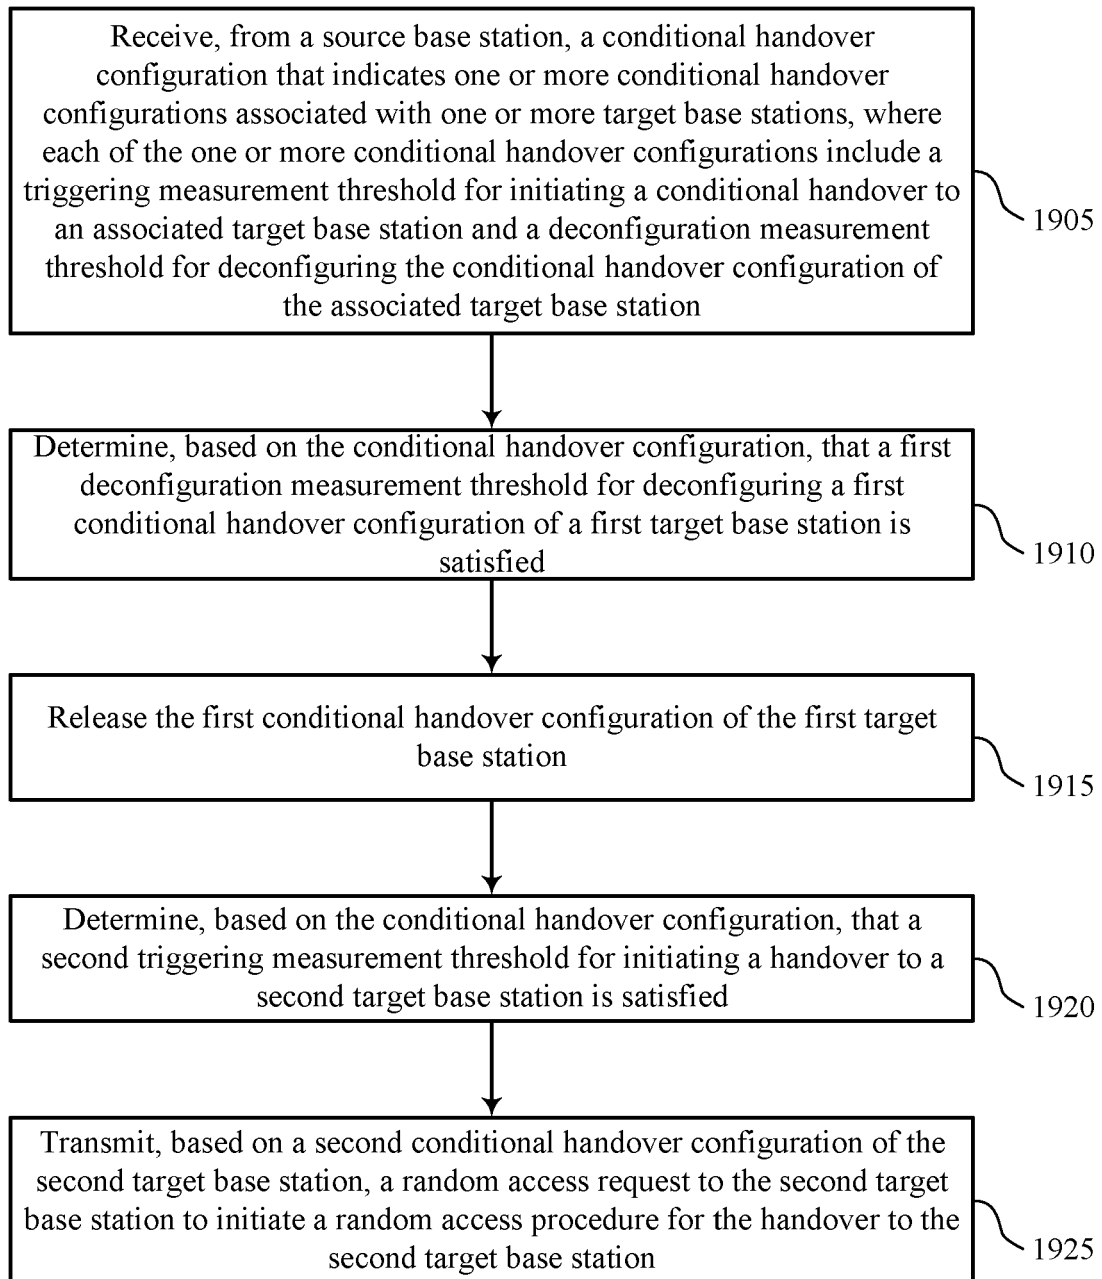 Receive, from a source base station, a conditional handover
configuration that indicates one or more conditional handover
configurations associated with one or more target base stations, where
each of the one or more conditional handover configurations include a
triggering measurement threshold for initiating a conditional handover to
an associated target base station and a deconfiguration measurement
threshold for deconfiguring the conditional handover configuration of
the associated target base station
1905
Determine, based on the conditional handover configuration, that a first
deconfiguration measurement threshold for deconfiguring a first
conditional handover configuration of a first target base station is
satisfied
1910
Release the first conditional handover configuration of the first target
base station
1915
Determine, based on the conditional handover configuration, that a
second triggering measurement threshold for initiating a handover to a
second target base station is satisfied
1920
Transmit, based on a second conditional handover configuration of the
second target base station, a random access request to the second target
base station to initiate a random access procedure for the handover to the
second target base station
1925